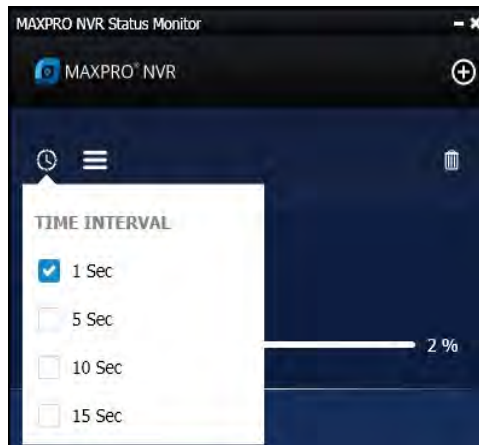 MAXPRO NVR Status Monitor
MAXPRO® NVR
TIME INTERVAL
1 Sec
5 Sec
2 %
10 Sec
15 Sec